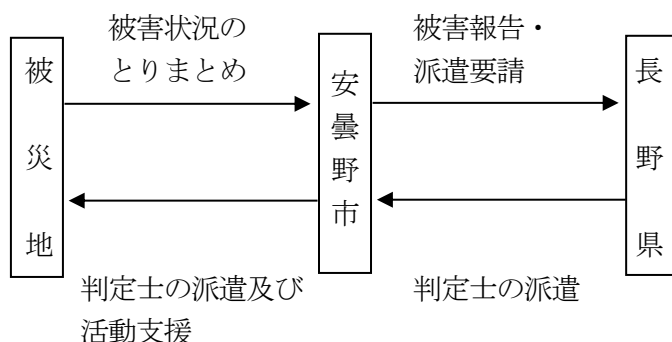 被害状況の
とりまとめ
被害報告・
派遣要請
被災地
安曇野市
長野県
判定士の派遣及び
活動支援
判定士の派遣